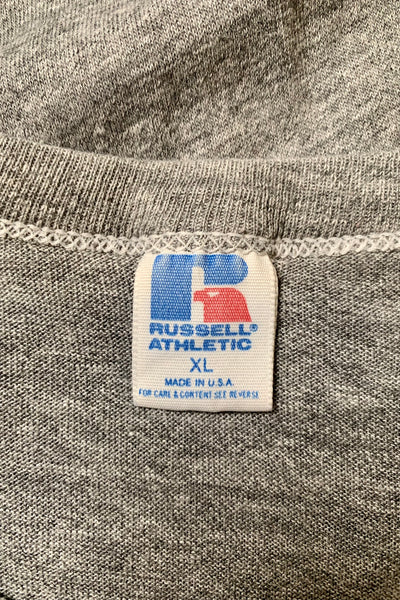 RUSSELL®
ATHLETIC
XL
MADE IN U.S.A.
FOR CARE & CONTENT SEE REVERSE